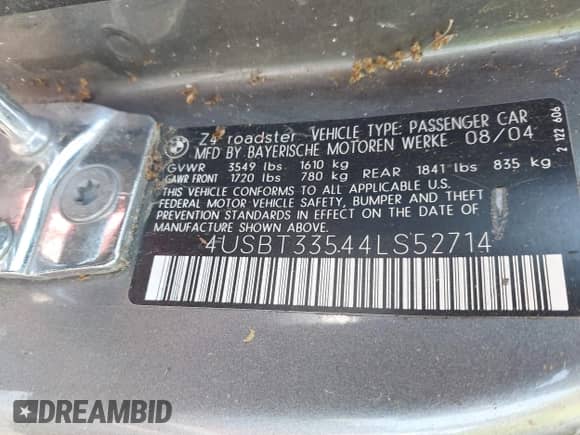 Z4 roadster VEHICLE TYPE: PASSENGER CAR
MFD BY BAYERISCHE MOTOREN WERKE 08/04
GVWR 3549 lbs 1610 kg
GAWR FRONT 1720 lbs 780 kg REAR 1841 lbs 835 kg
THIS VEHICLE CONFORMS TO ALL APPLICABLE U.S.
FEDERAL MOTOR VEHICLE SAFETY, BUMPER AND THEFT
PREVENTION STANDARDS IN EFFECT ON THE DATE OF
MANUFACTURE SHOWN ABOVE.
4USBT33544LS52714
2 122 606
DREAMBID